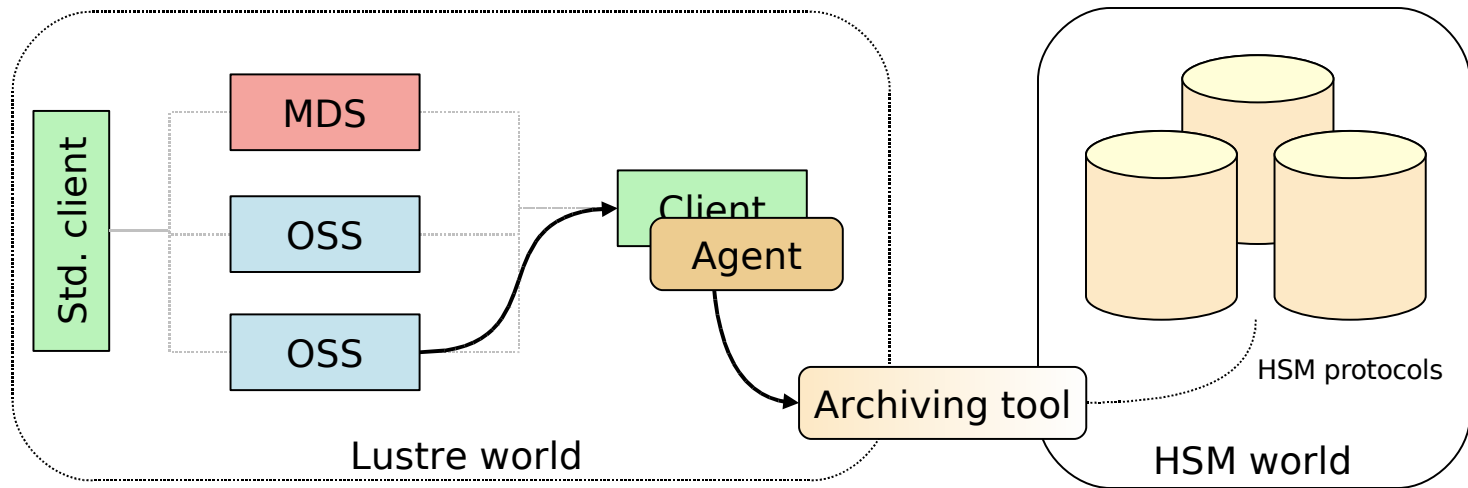 Std. client
MDS
OSS
OSS
Client
Agent
Archiving tool
HSM protocols
Lustre world
HSM world